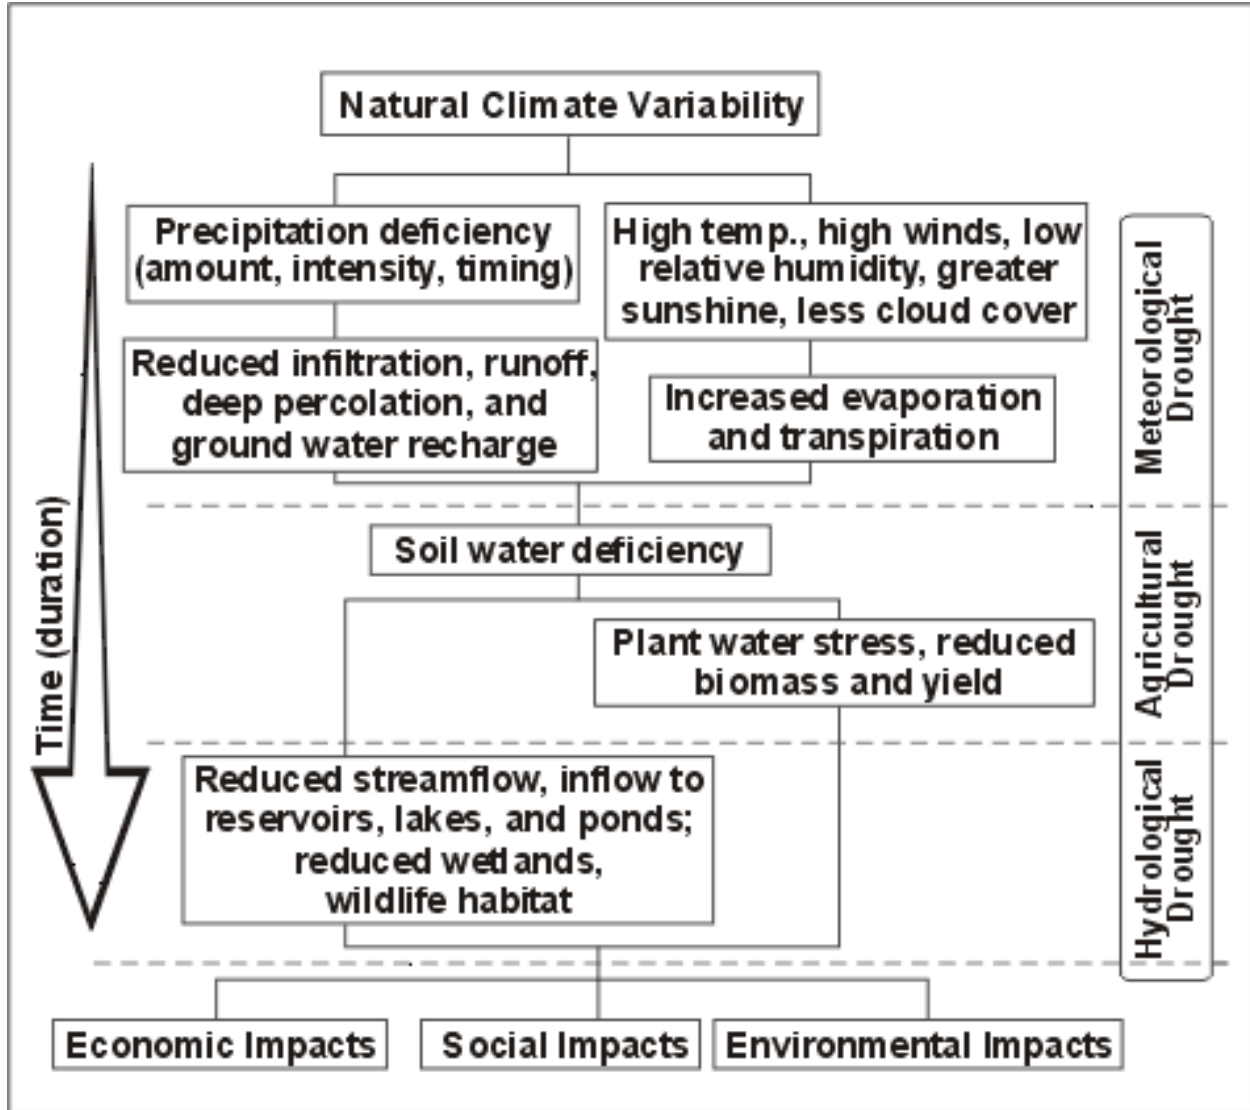 Natural Climate Variability
Precipitation deficiency
(amount, intensity, timing)
High temp., high winds, low
relative humidity, greater
sunshine, less cloud cover
Reduced infiltration, runoff,
deep percolation, and
ground water recharge
Increased evaporation
and transpiration
Meteorological
Drought
Time (duration)
Soil water deficiency
Plant water stress, reduced
biomass and yield
Agricultural
Drought
Reduced streamflow, inflow to
reservoirs, lakes, and ponds;
reduced wetlands,
wildlife habitat
Hydrological
Drought
Economic Impacts
Social Impacts
Environmental Impacts